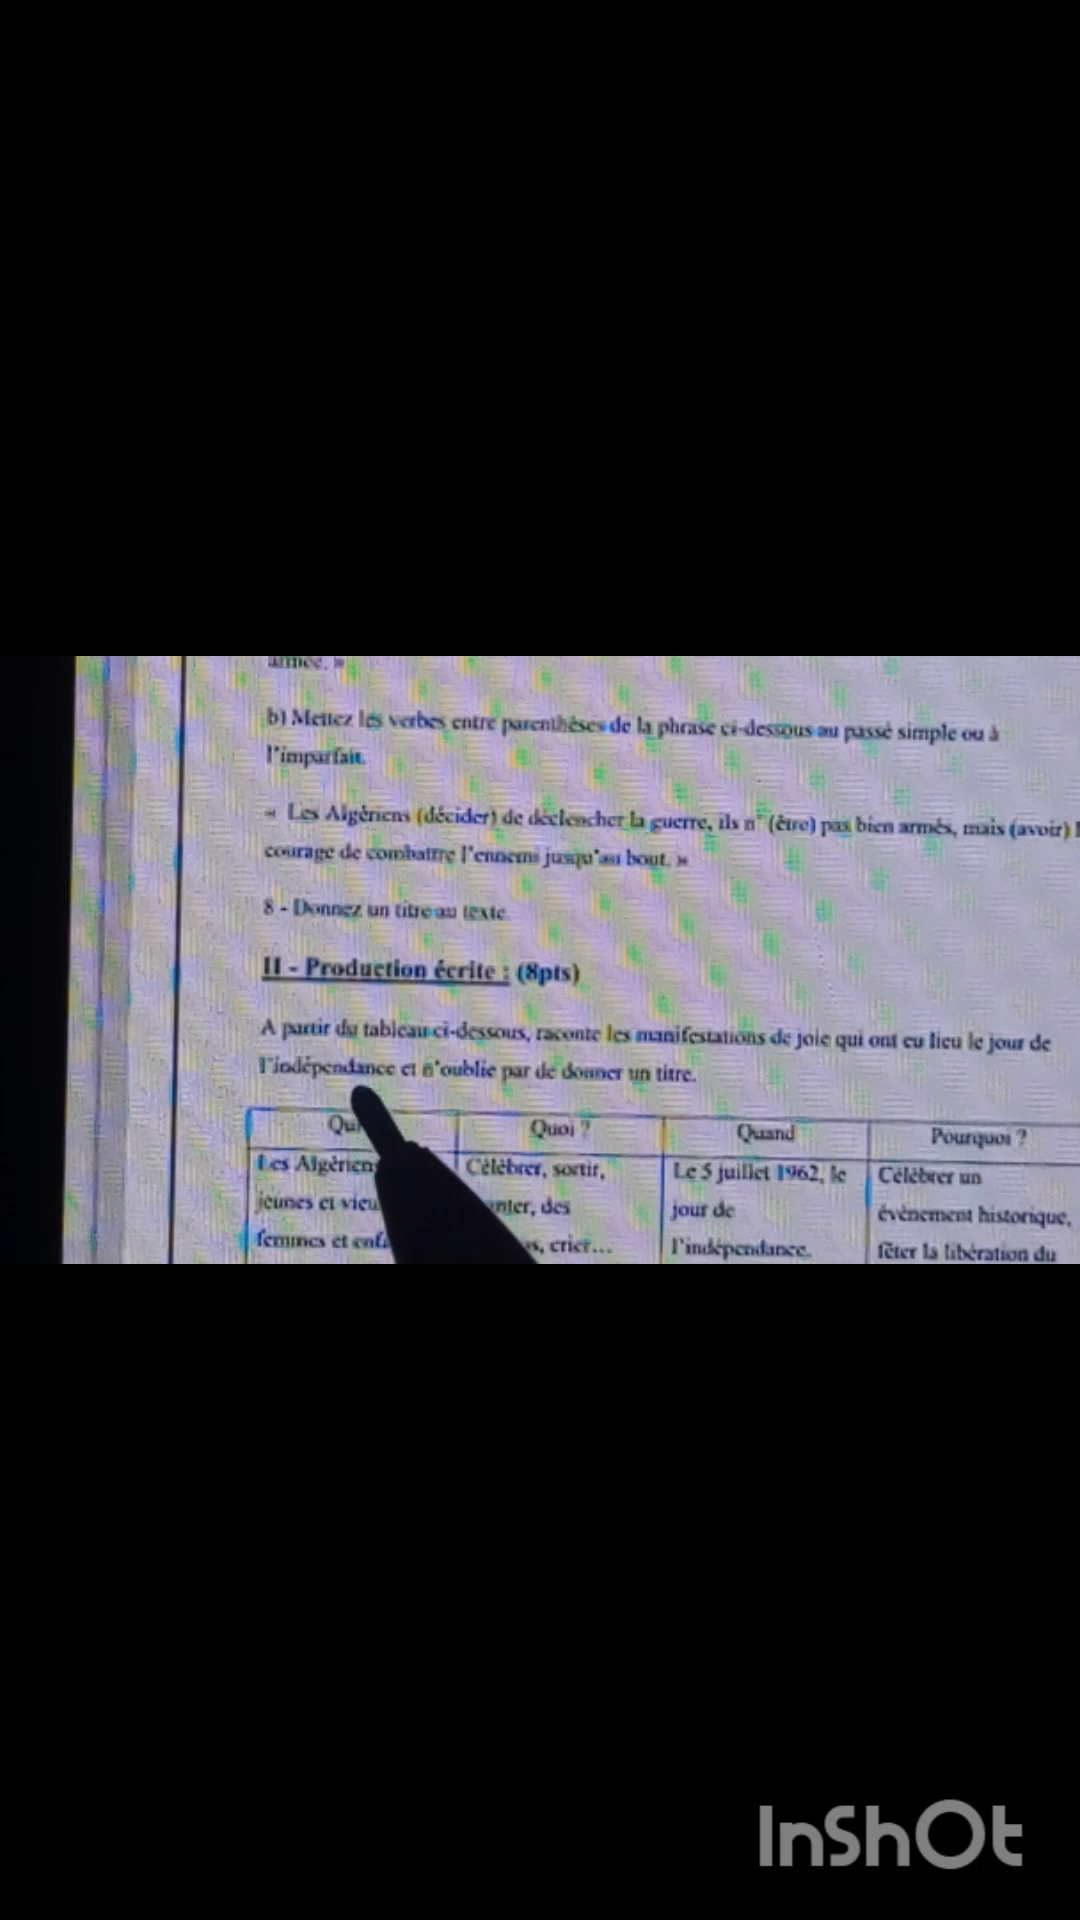 armée. »
b) Mettez les verbes entre parenthèses de la phrase ci-dessous au passé simple ou à
l'imparfait.
« Les Algériens (décider) de déclencher la guerre, ils n' (être) pas bien armés, mais (avoir)
courage de combattre l'ennemi jusqu'au bout. »
8 - Donnez un titre au texte.
II - Production écrite : (8pts)
A partir du tableau ci-dessous, raconte les manifestations de joie qui ont eu lieu le jour de
l'indépendance et n'oublie par de donner un titre.
Quoi ? Quand Pourquoi ?
Les Algériens Célébrer, sortir, Le 5 juillet 1962, le Célébrer un
jeunes et des jour de évènement historique,
femmes et crier... l'indépendance. fêter la libération du
InShOt